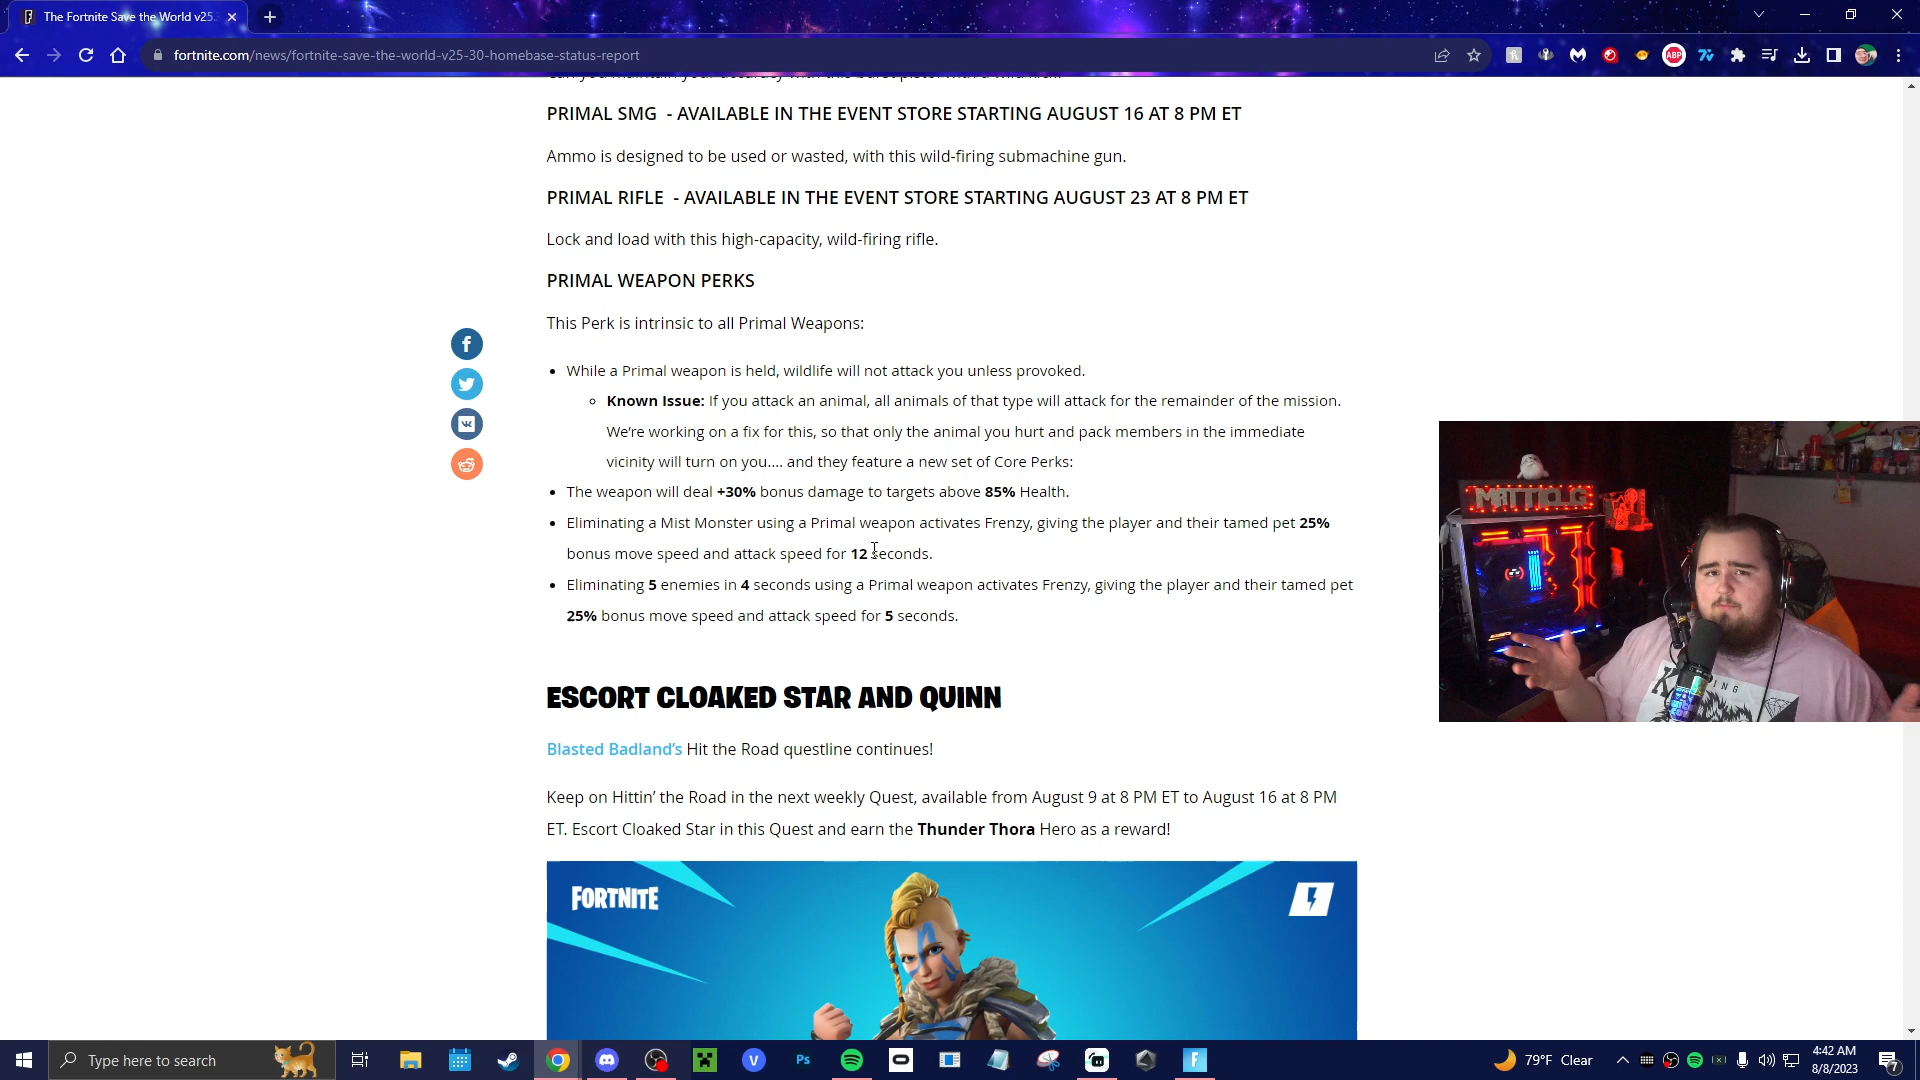 The Fortnite Save the World v25.
fortnite.com/news/fortnite-save-the-world-v25-30-homebase-status-report
ABP
PRIMAL SMG - AVAILABLE IN THE EVENT STORE STARTING AUGUST 16 AT 8 PM ET
Ammo is designed to be used or wasted, with this wild-firing submachine gun.
PRIMAL RIFLE - AVAILABLE IN THE EVENT STORE STARTING AUGUST 23 AT 8 PM ET
Lock and load with this high-capacity, wild-firing rifle.
PRIMAL WEAPON PERKS
This Perk is intrinsic to all Primal Weapons:
• While a Primal weapon is held, wildlife will not attack you unless provoked.
Known Issue: If you attack an animal, all animals of that type will attack for the remainder of the mission.
We're working on a fix for this, so that only the animal you hurt and pack members in the immediate
vicinity will turn on you.... and they feature a new set of Core Perks:
• The weapon will deal +30% bonus damage to targets above 85% Health.
• Eliminating a Mist Monster using a Primal weapon activates Frenzy, giving the player and their tamed pet 25%
bonus move speed and attack speed for 12 seconds.
• Eliminating 5 enemies in 4 seconds using a Primal weapon activates Frenzy, giving the player and their tamed pet
25% bonus move speed and attack speed for 5 seconds.
MATTIOLG
ESCORT CLOAKED STAR AND QUINN
Blasted Badland's Hit the Road questline continues!
Keep on Hittin' the Road in the next weekly Quest, available from August 9 at 8 PM ET to August 16 at 8 PM
ET. Escort Cloaked Star in this Quest and earn the Thunder Thora Hero as a reward!
FORTNITE
Type here to search
Ps
79°F Clear
4:42 AM
8/8/2023
7